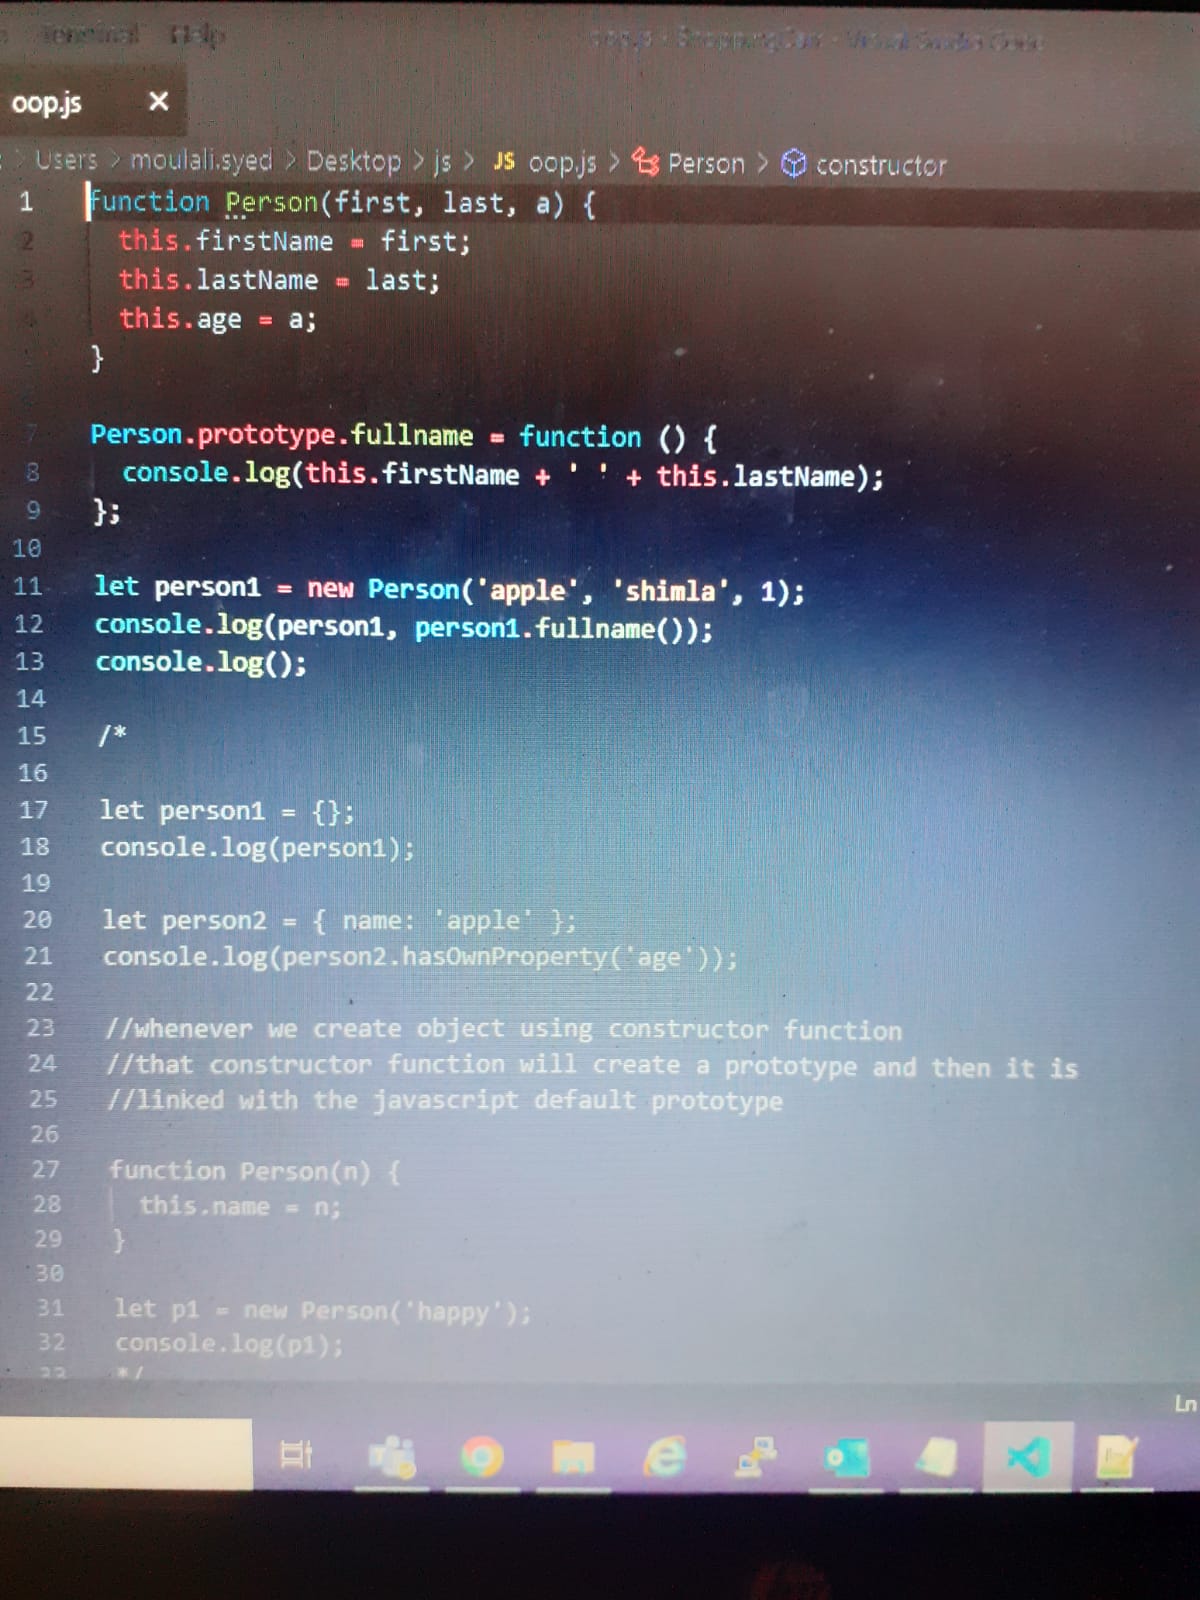 Terminal Help
oop.js - ShoppingCart - Visual Studio Code
oop.js ×
> Users > moulali.syed > Desktop > js > JS oop.js > Person > constructor
1 function Person(first, last, a) {
2 this.firstName = first;
3 this.lastName = last;
4 this.age = a;
}
7 Person.prototype.fullname = function () {
8 console.log(this.firstName + ' ' + this.lastName);
9 };
10
11 let person1 = new Person('apple', 'shimla', 1);
12 console.log(person1, person1.fullname());
13 console.log();
14
15 /*
16
17 let person1 = {};
18 console.log(person1);
19
20 let person2 = { name: 'apple' };
21 console.log(person2.hasOwnProperty('age'));
22
23 //whenever we create object using constructor function
24 //that constructor function will create a prototype and then it is
25 //linked with the javascript default prototype
26
27 function Person(n) {
28 this.name = n;
29 }
30
31 let p1 = new Person('happy');
32 console.log(p1);
33 */
Ln